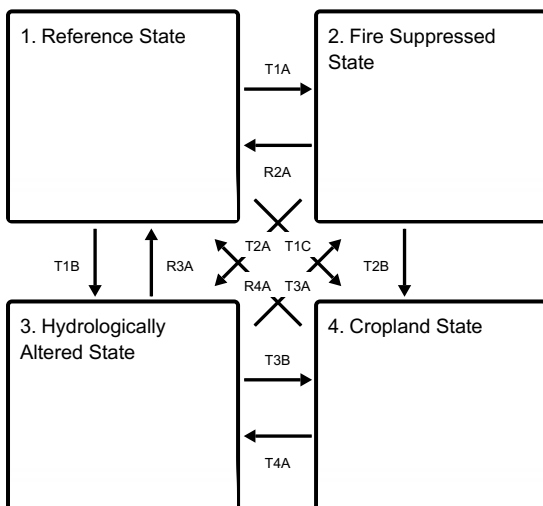 1. Reference State
2. Fire Suppressed
State
T1A
R2A
T1B
R3A
T2A
T1C
T2B
R4A
T3A
3. Hydrologically
Altered State
4. Cropland State
T3B
T4A